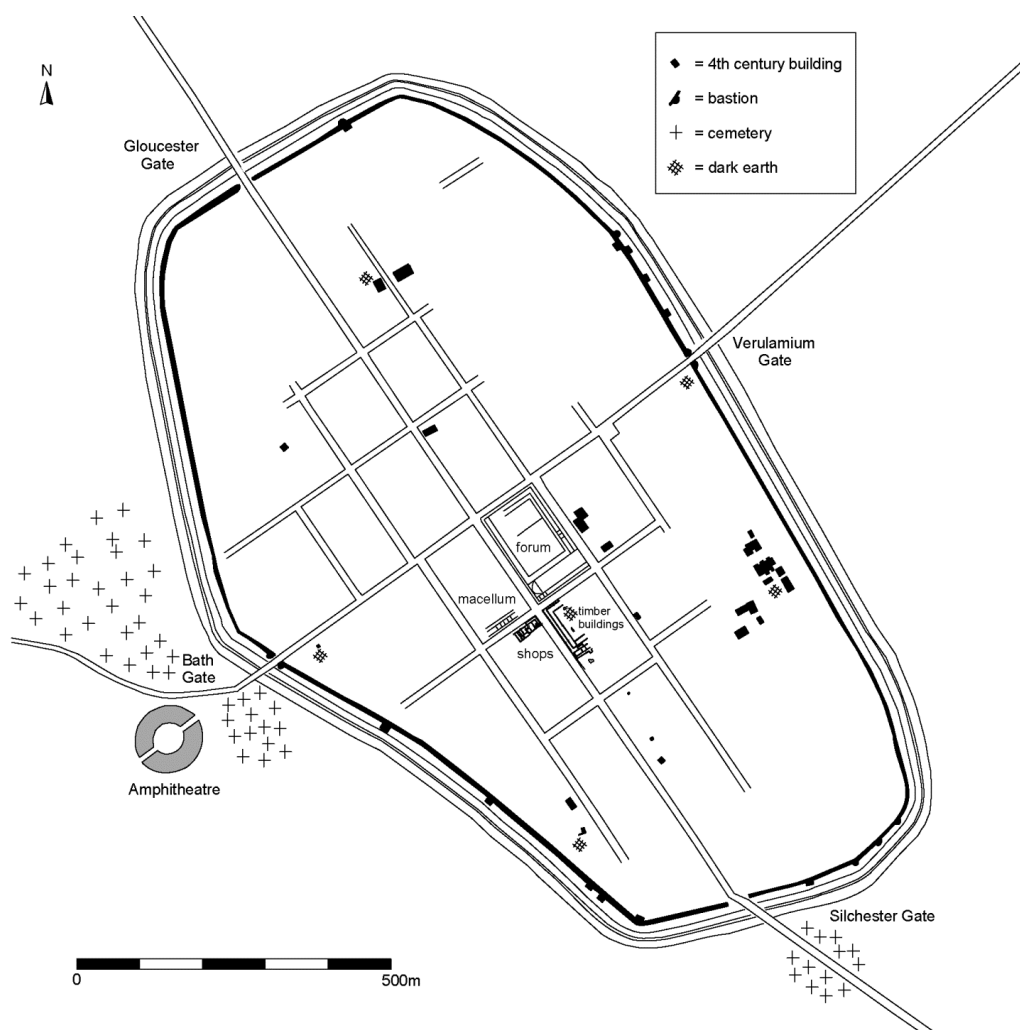 N
Gloucester
Gate
= 4th century building
= bastion
= cemetery
= dark earth
Verulamium
Gate
forum
macellum
timber
buildings
shops
Bath
Gate
Amphitheatre
Silchester Gate
0
500m